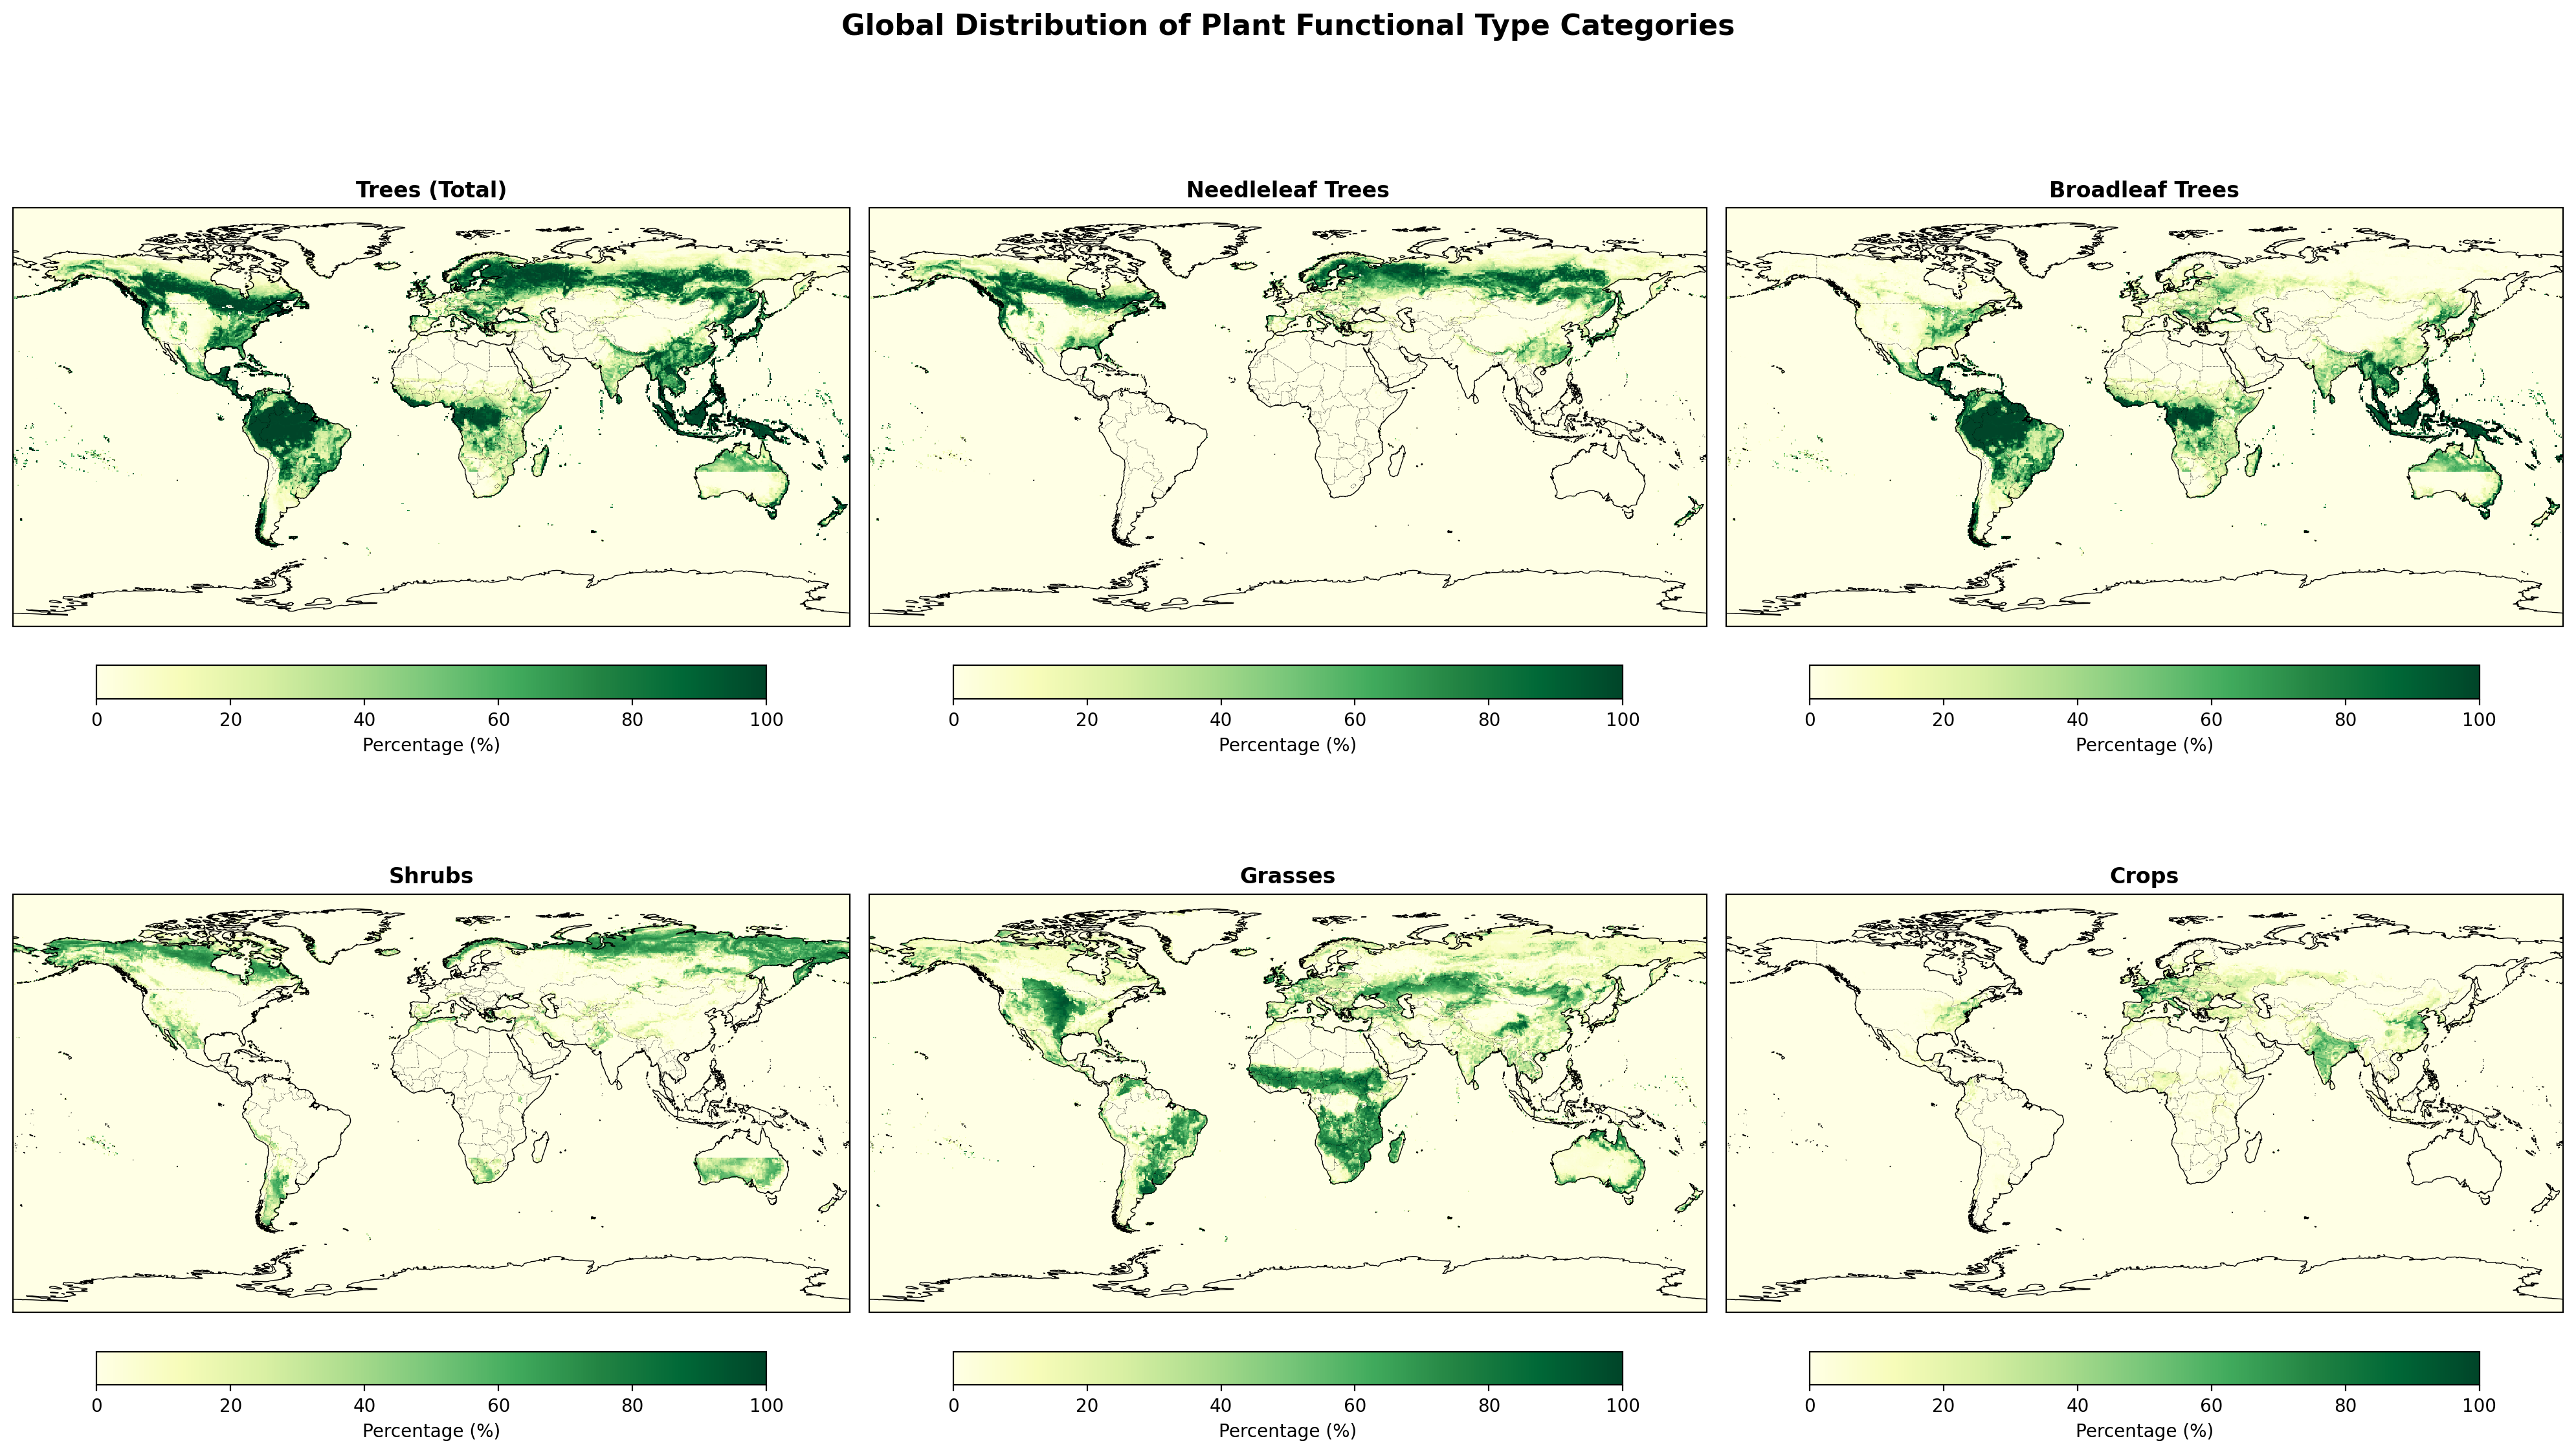 Global Distribution of Plant Functional Type Categories
Trees (Total)
Needleleaf Trees
Broadleaf Trees
0 20 40 60 80 100
Percentage (%)
0 20 40 60 80 100
Percentage (%)
0 20 40 60 80 100
Percentage (%)
Shrubs
Grasses
Crops
0 20 40 60 80 100
Percentage (%)
0 20 40 60 80 100
Percentage (%)
0 20 40 60 80 100
Percentage (%)